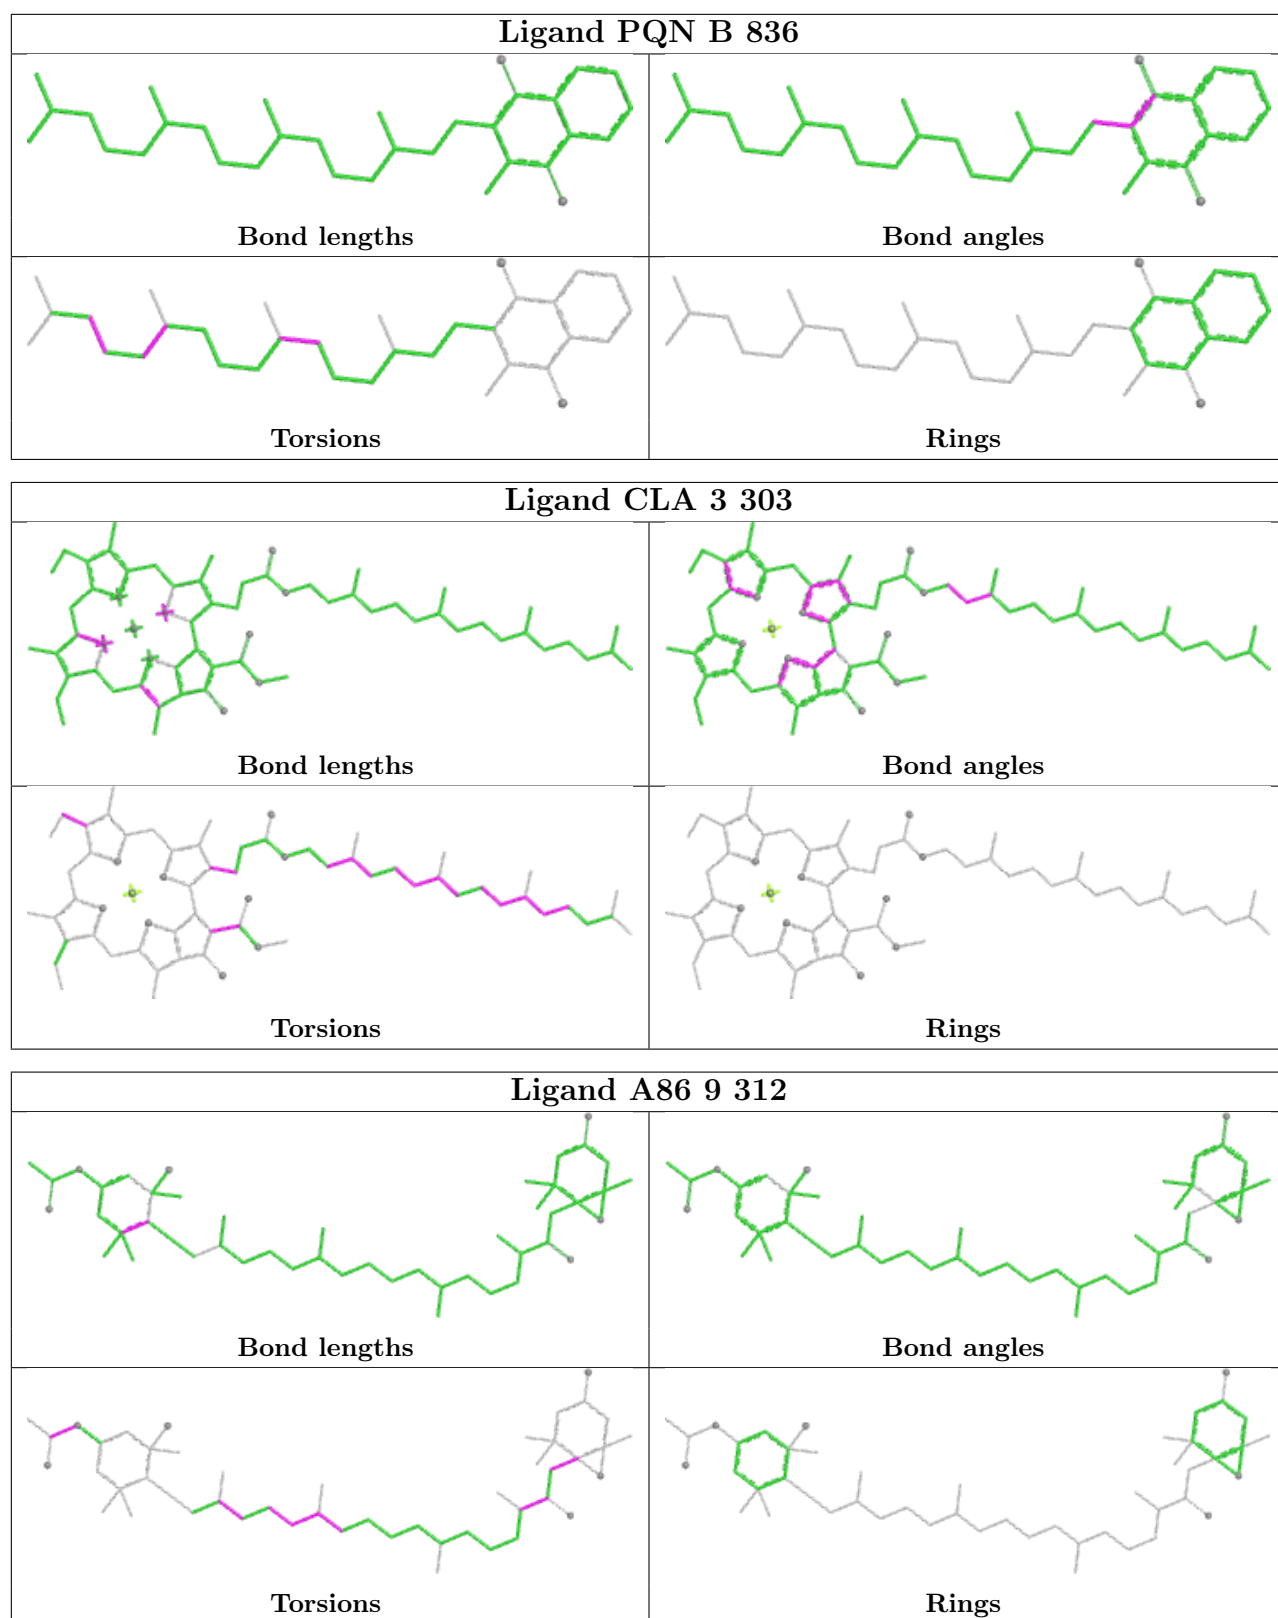 Ligand PQN B 836
Bond lengths
Bond angles
Torsions
Rings
Ligand CLA 3 303
Bond lengths
Bond angles
Torsions
Rings
Ligand A86 9 312
Bond lengths
Bond angles
Torsions
Rings